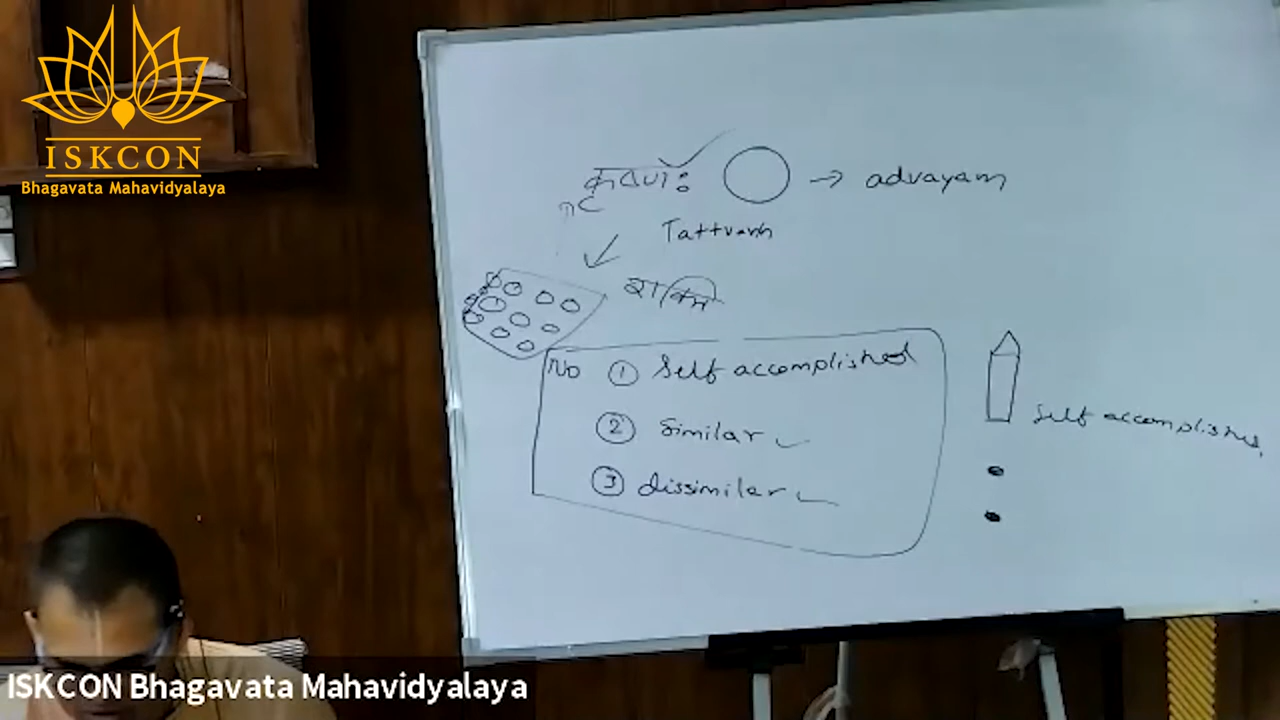 ISKCON
Bhagavata Mahavidyalaya
कृष्णः → advayam
Tattvam
शक्ति
No ① Self accomplished
② Similar
③ dissimilar
Self accomplished
ISKCON Bhagavata Mahavidyalaya